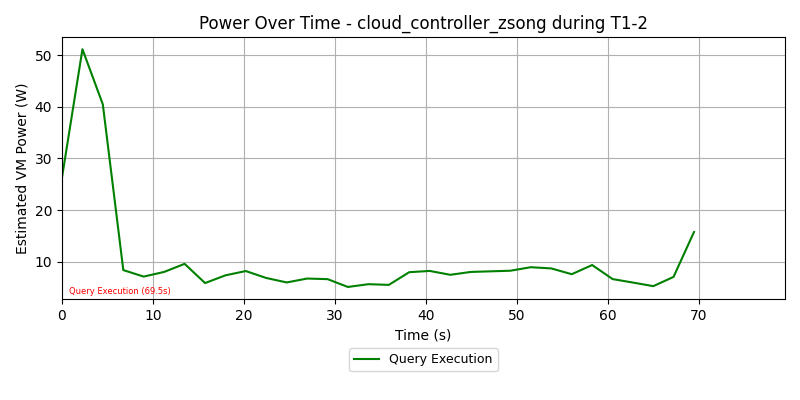 Power Over Time - cloud_controller_zsong during T1-2
Estimated VM Power (W)
50
40
30
20
10
Query Execution (69.5s)
0 10 20 30 40 50 60 70
Time (s)
Query Execution